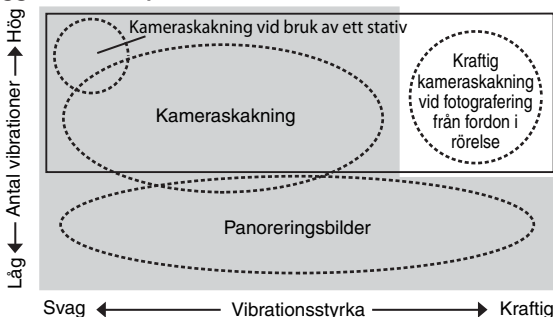 Kameraskakning vid bruk av ett stativ
Kameraskakning
Kraftig
kameraskakning
vid fotografering
från fordon i
rörelse
Panoreringsbilder
Låg ← Antal vibrationer → Hög
Svag ← Vibrationsstyrka → Kraftig